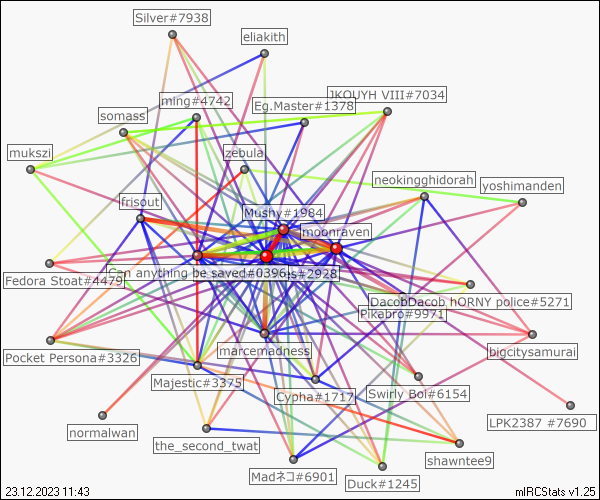 Silver#7938
eliakith
JKOUYH VIII#7034
ming#4742
Eg.Master#1378
somass
mukszi
zebula
neokingghidorah
yoshimanden
frisout
Mushy#1984
moonraven
Can anything be saved#0396
s#2928
Fedora Stoat#4479
DacobDacob hORNY police#5271
Pikabro#9971
marcemadness
bigcitysamurai
Pocket Persona#3326
Majestic#3375
Cypha#1717
Swirly Boi#6154
LPK2387 #7690
normalwan
the_second_twat
shawntee9
Madネコ#6901
Duck#1245
23.12.2023 11:43
mIRCStats v1.25